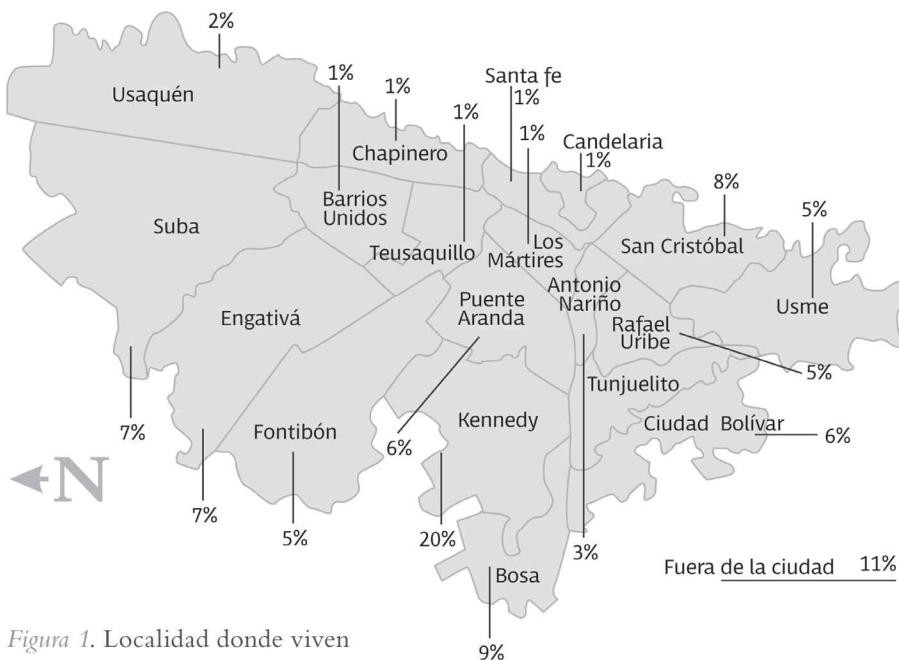 2%
Usaquén
1%
1%
Santa fe
1%
1%
1%
Candelaria
1%
Chapinero
8%
5%
Suba
Barrios
Unidos
Teusaquillo
Los
Mártires
San Cristóbal
Engativá
Puente
Aranda
Antonio
Nariño
Rafael
Uribe
Usme
5%
Tunjuelito
Kennedy
Fontibón
Ciudad Bolívar
6%
7%
6%
N
7%
5%
20%
3%
Bosa
9%
Fuera de la ciudad 11%
Figura 1. Localidad donde viven